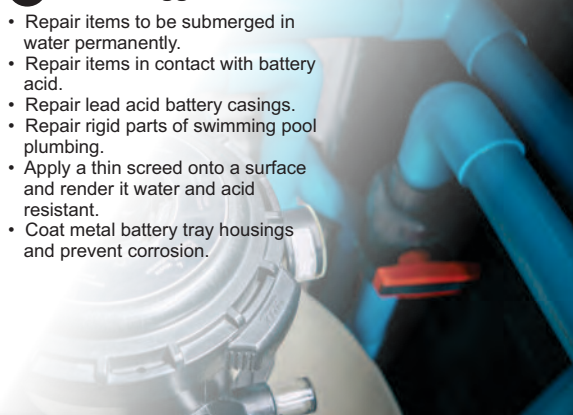 • Repair items to be submerged in
water permanently.
• Repair items in contact with battery
acid.
• Repair lead acid battery casings.
• Repair rigid parts of swimming pool
plumbing.
• Apply a thin screed onto a surface
and render it water and acid
resistant.
• Coat metal battery tray housings
and prevent corrosion.